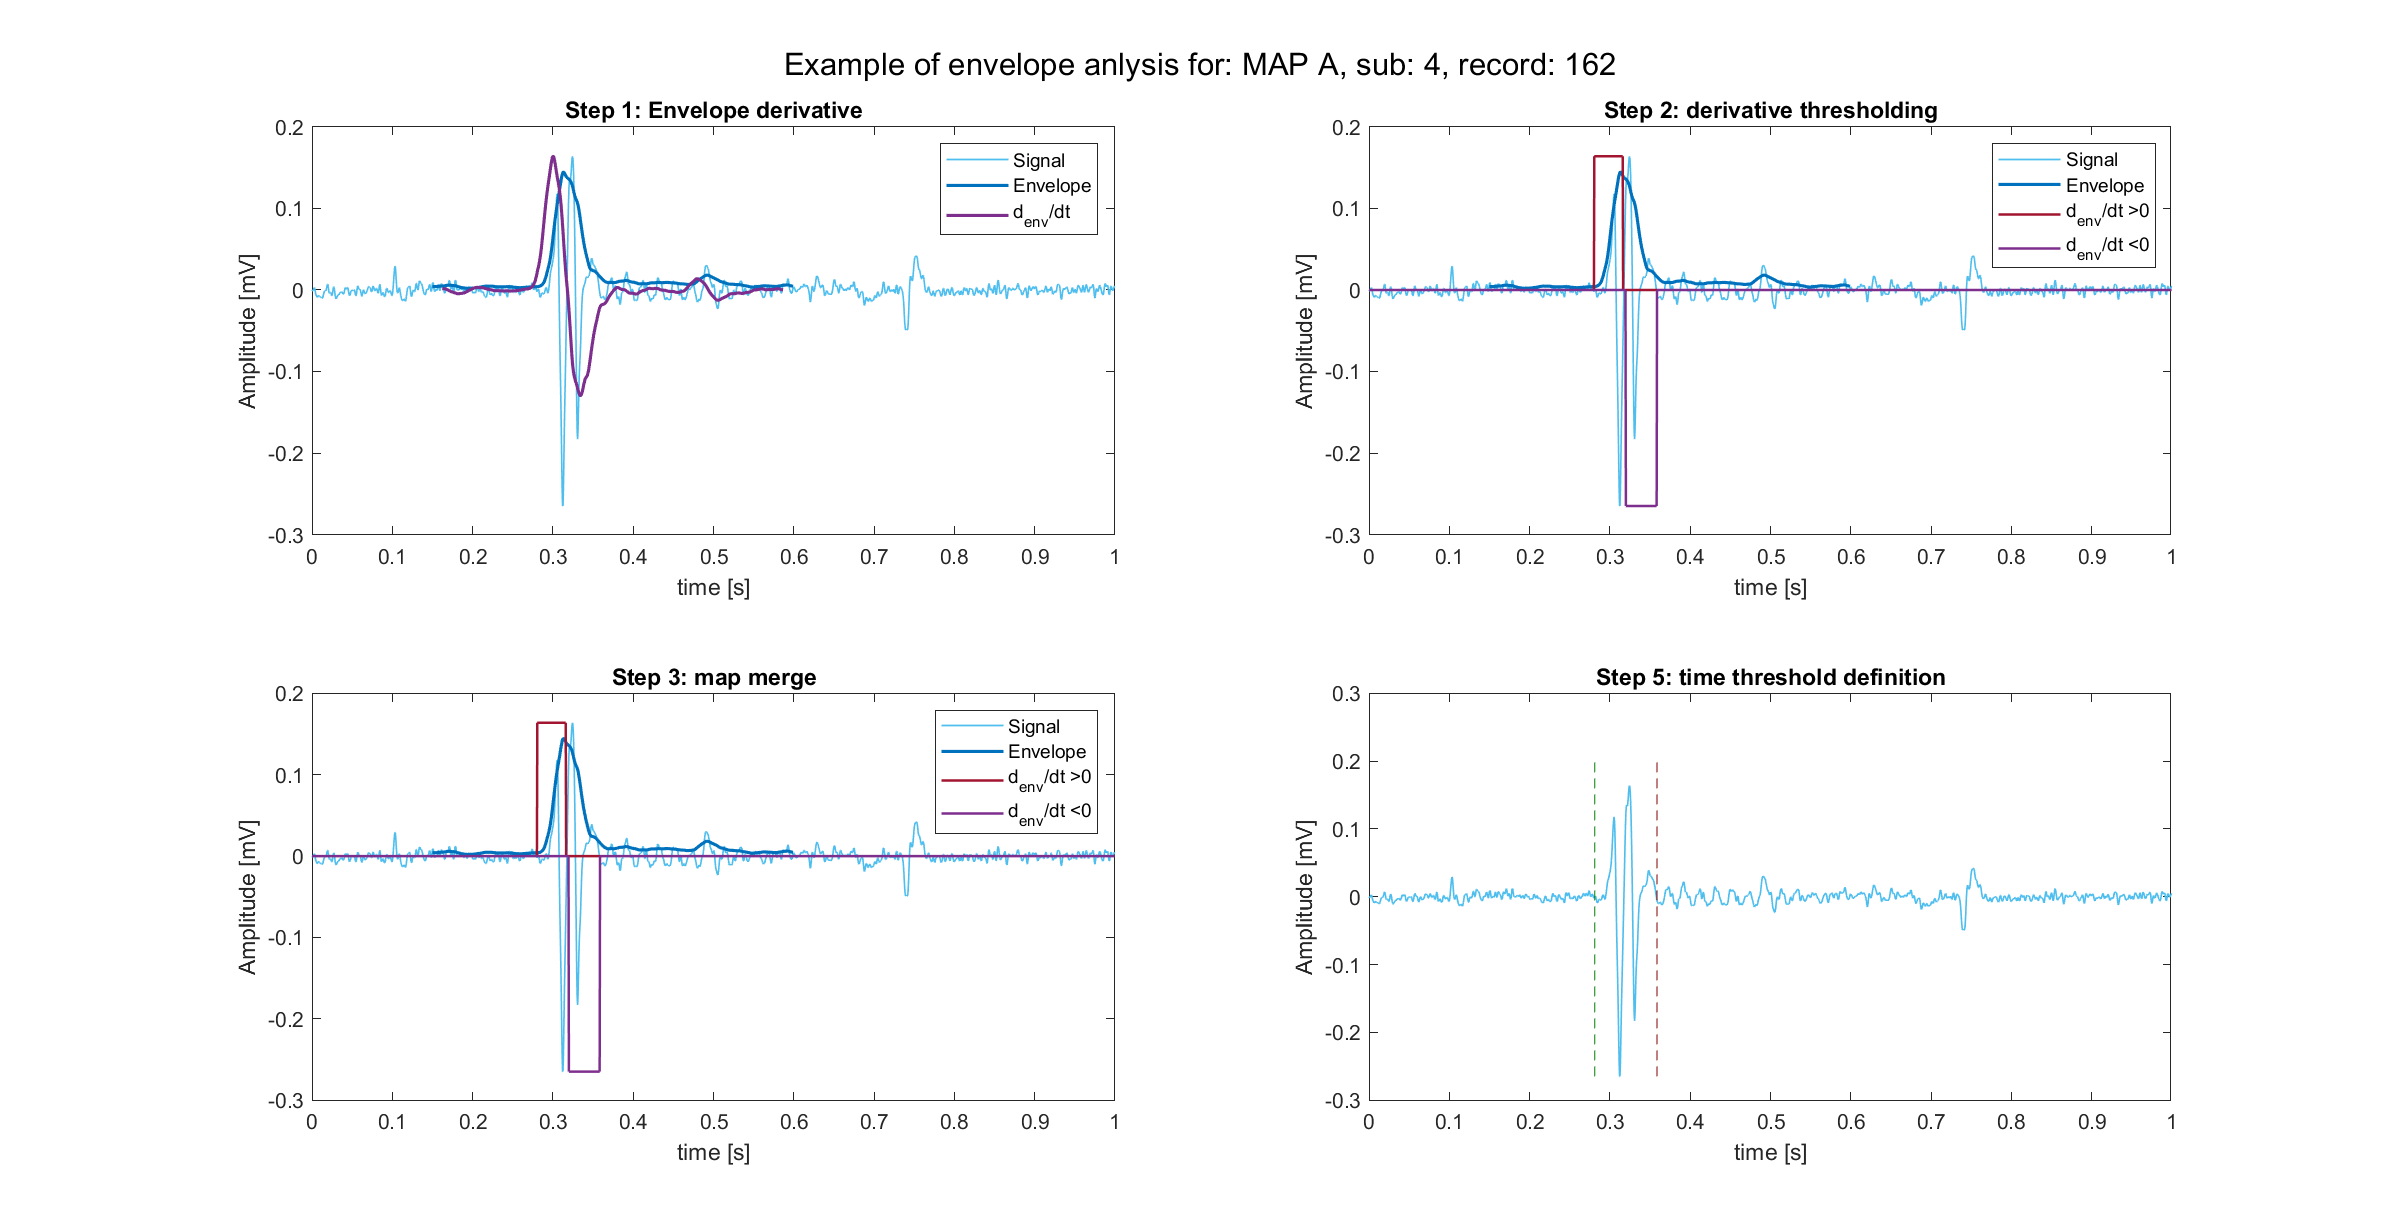 Example of envelope anlysis for: MAP A, sub: 4, record: 162
Step 1: Envelope derivative
0.2
0.1
0
-0.1
-0.2
-0.3
Amplitude [mV]
0 0.1 0.2 0.3 0.4 0.5 0.6 0.7 0.8 0.9 1
time [s]
Signal
Envelope
d_env/dt
Step 2: derivative thresholding
0.2
0.1
0
-0.1
-0.2
-0.3
Amplitude [mV]
0 0.1 0.2 0.3 0.4 0.5 0.6 0.7 0.8 0.9 1
time [s]
Signal
Envelope
d_env/dt >0
d_env/dt <0
Step 3: map merge
0.2
0.1
0
-0.1
-0.2
-0.3
Amplitude [mV]
0 0.1 0.2 0.3 0.4 0.5 0.6 0.7 0.8 0.9 1
time [s]
Signal
Envelope
d_env/dt >0
d_env/dt <0
Step 5: time threshold definition
0.3
0.2
0.1
0
-0.1
-0.2
-0.3
Amplitude [mV]
0 0.1 0.2 0.3 0.4 0.5 0.6 0.7 0.8 0.9 1
time [s]